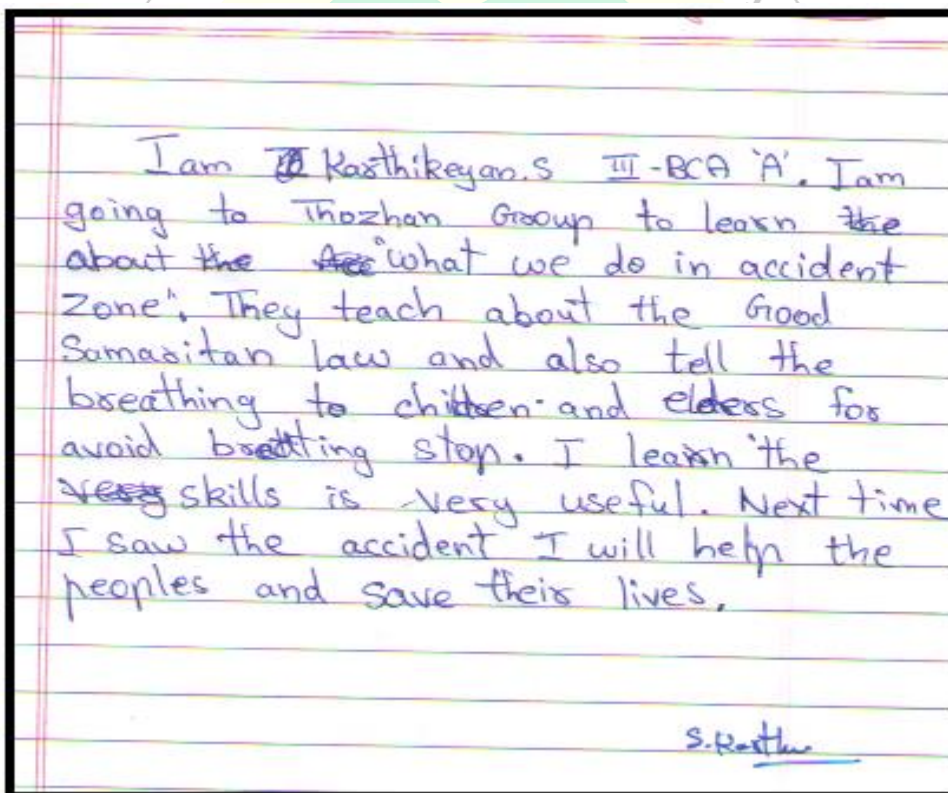 I am Karthikeyan.S III-BCA 'A'. I am
going to Thozhan Group to learn the
about the 'what we do in accident
zone'. They teach about the Good
Samaritan Law and also tell the
breathing to children and elders for
avoid breatting stop. I learn the
very skills is very useful. Next time
I saw the accident I will help the
peoples and save their lives.
S. Karthi